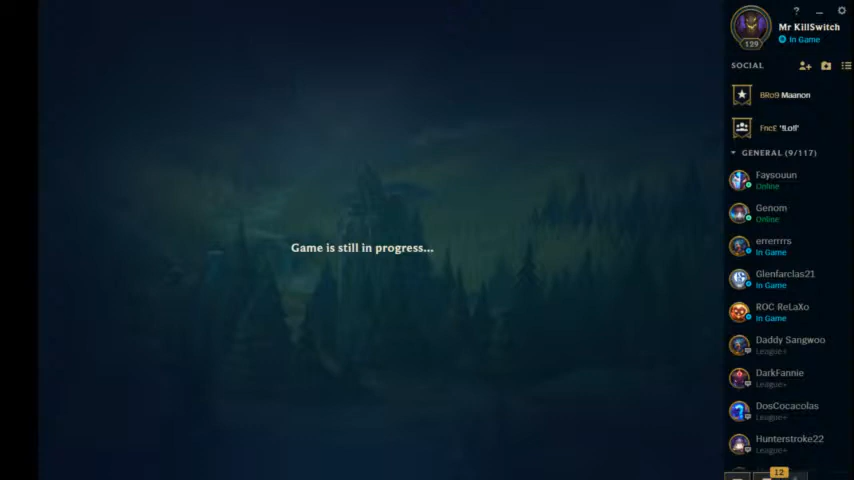 ?
Mr KillSwitch
129
In Game
SOCIAL
BRo9 Maanon
GENERAL (9/117)
Faysouun
Online
Genom
Online
errerrrrs
In Game
Game is still in progress...
Glenfarclas21
In Game
ROC ReLaXo
In Game
Daddy Sangwoo
League+
DarkFannie
League+
DosCocacolas
League+
Hunterstroke22
League+
12